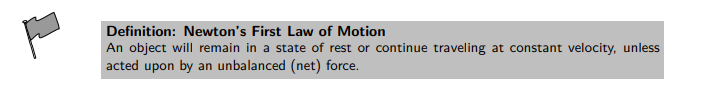 Definition: Newton's First Law of Motion
An object will remain in a state of rest or continue traveling at constant velocity, unless
acted upon by an unbalanced (net) force.